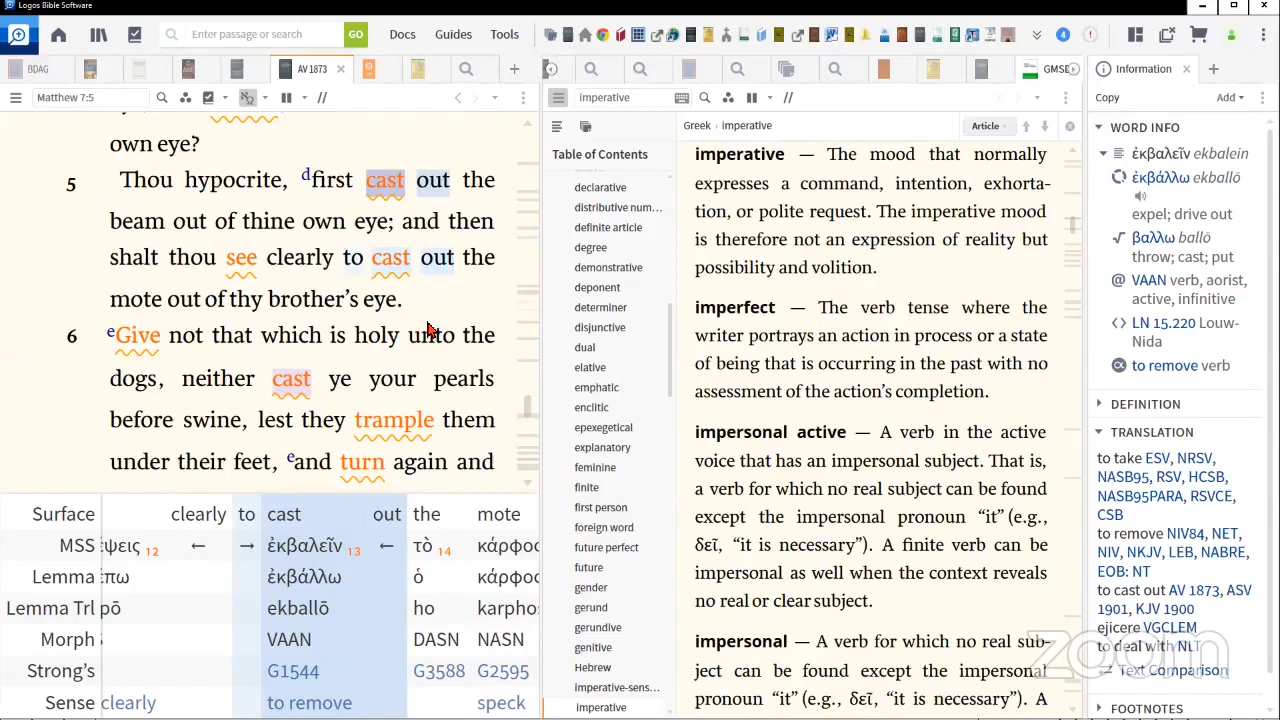 Logos Bible Software
Enter passage or search
GO
Docs
Guides
Tools
4
BDAG
AV 1873
GMSE
Information
Matthew 7:5
imperative
Copy
Add
own eye?
5 Thou hypocrite, dfirst cast out the
beam out of thine own eye; and then
shalt thou see clearly to cast out the
mote out of thy brother’s eye.
6 eGive not that which is holy unto the
dogs, neither cast ye your pearls
before swine, lest they trample them
under their feet, eand turn again and
Surface clearly to cast out the mote
MSS έψεις 12 ← → ἐκβαλεῖν 13 ← τὸ 14 κάρφος
Lemma έπω ἐκβάλλω ὁ κάρφος
Lemma Trl pō ekballō ho karphos
Morph VAAN DASN NASN
Strong’s G1544 G3588 G2595
Sense clearly to remove speck
Greek › imperative
Article
Table of Contents
declarative
distributive num...
definite article
degree
demonstrative
deponent
determiner
disjunctive
dual
elative
emphatic
enclitic
epexegetical
explanatory
feminine
finite
first person
foreign word
future perfect
future
gender
gerund
gerundive
genitive
Hebrew
imperative-sens...
imperative
imperative — The mood that normally
expresses a command, intention, exhorta-
tion, or polite request. The imperative mood
is therefore not an expression of reality but
possibility and volition.
imperfect — The verb tense where the
writer portrays an action in process or a state
of being that is occurring in the past with no
assessment of the action’s completion.
impersonal active — A verb in the active
voice that has an impersonal subject. That is,
a verb for which no real subject can be found
except the impersonal pronoun “it” (e.g.,
δεῖ, “it is necessary”). A finite verb can be
impersonal as well when the context reveals
no real or clear subject.
impersonal — A verb for which no real sub-
ject can be found except the impersonal
pronoun “it” (e.g., δεῖ, “it is necessary”). A
WORD INFO
ἐκβαλεῖν ekbalein
ἐκβάλλω ekballō
expel; drive out
βαλλω ballō
throw; cast; put
VAAN verb, aorist,
active, infinitive
LN 15.220 Louw-
Nida
to remove verb
DEFINITION
TRANSLATION
to take ESV, NRSV,
NASB95, RSV, HCSB,
NASB95PARA, RSVCE,
CSB
to remove NIV84, NET,
NIV, NKJV, LEB, NABRE,
EOB: NT
to cast out AV 1873, ASV
1901, KJV 1900
ejicere VGCLEM
to deal with NLT
Text Comparison
FOOTNOTES
zoom